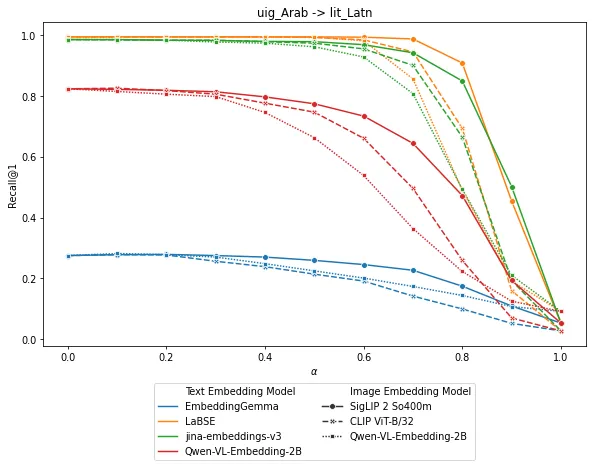 uig_Arab -> lit_Latn
Recall@1
1.0
0.8
0.6
0.4
0.2
0.0
0.0 0.2 0.4 0.6 0.8 1.0
α
Text Embedding Model
EmbeddingGemma
LaBSE
jina-embeddings-v3
Qwen-VL-Embedding-2B
Image Embedding Model
SigLIP 2 So400m
CLIP ViT-B/32
Qwen-VL-Embedding-2B